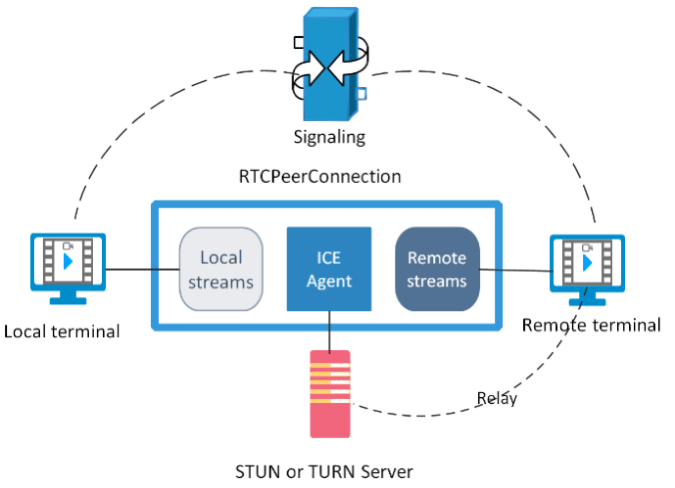 Signaling
RTCPeerConnection
Local
streams
ICE
Agent
Remote
streams
Local terminal
Remote terminal
Relay
STUN or TURN Server